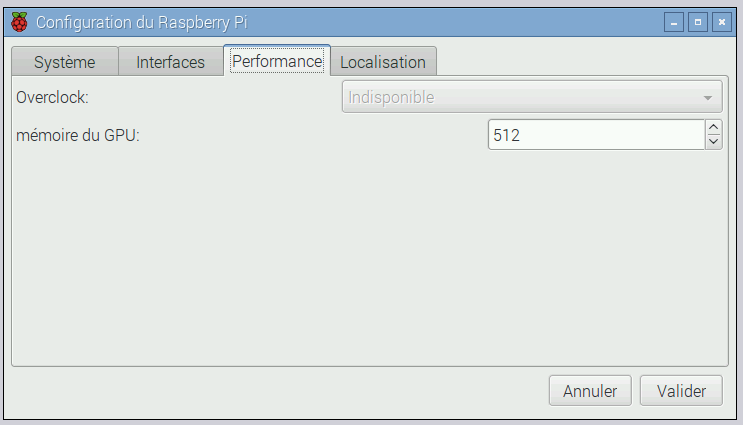 Configuration du Raspberry Pi
Système Interfaces Performance Localisation
Overclock: Indisponible
mémoire du GPU: 512
Annuler Valider